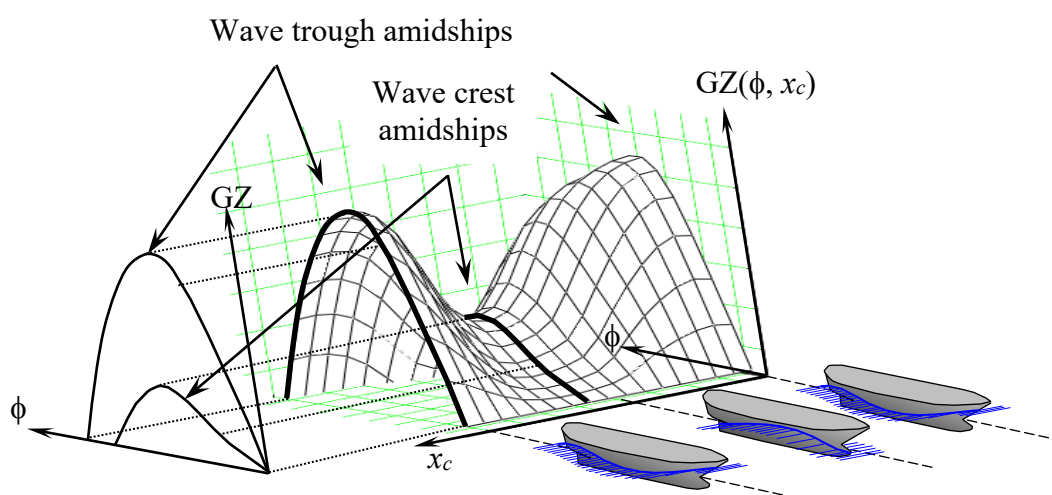 Wave trough amidships
Wave crest
amidships
GZ(ϕ, xc)
GZ
ϕ
ϕ
xc